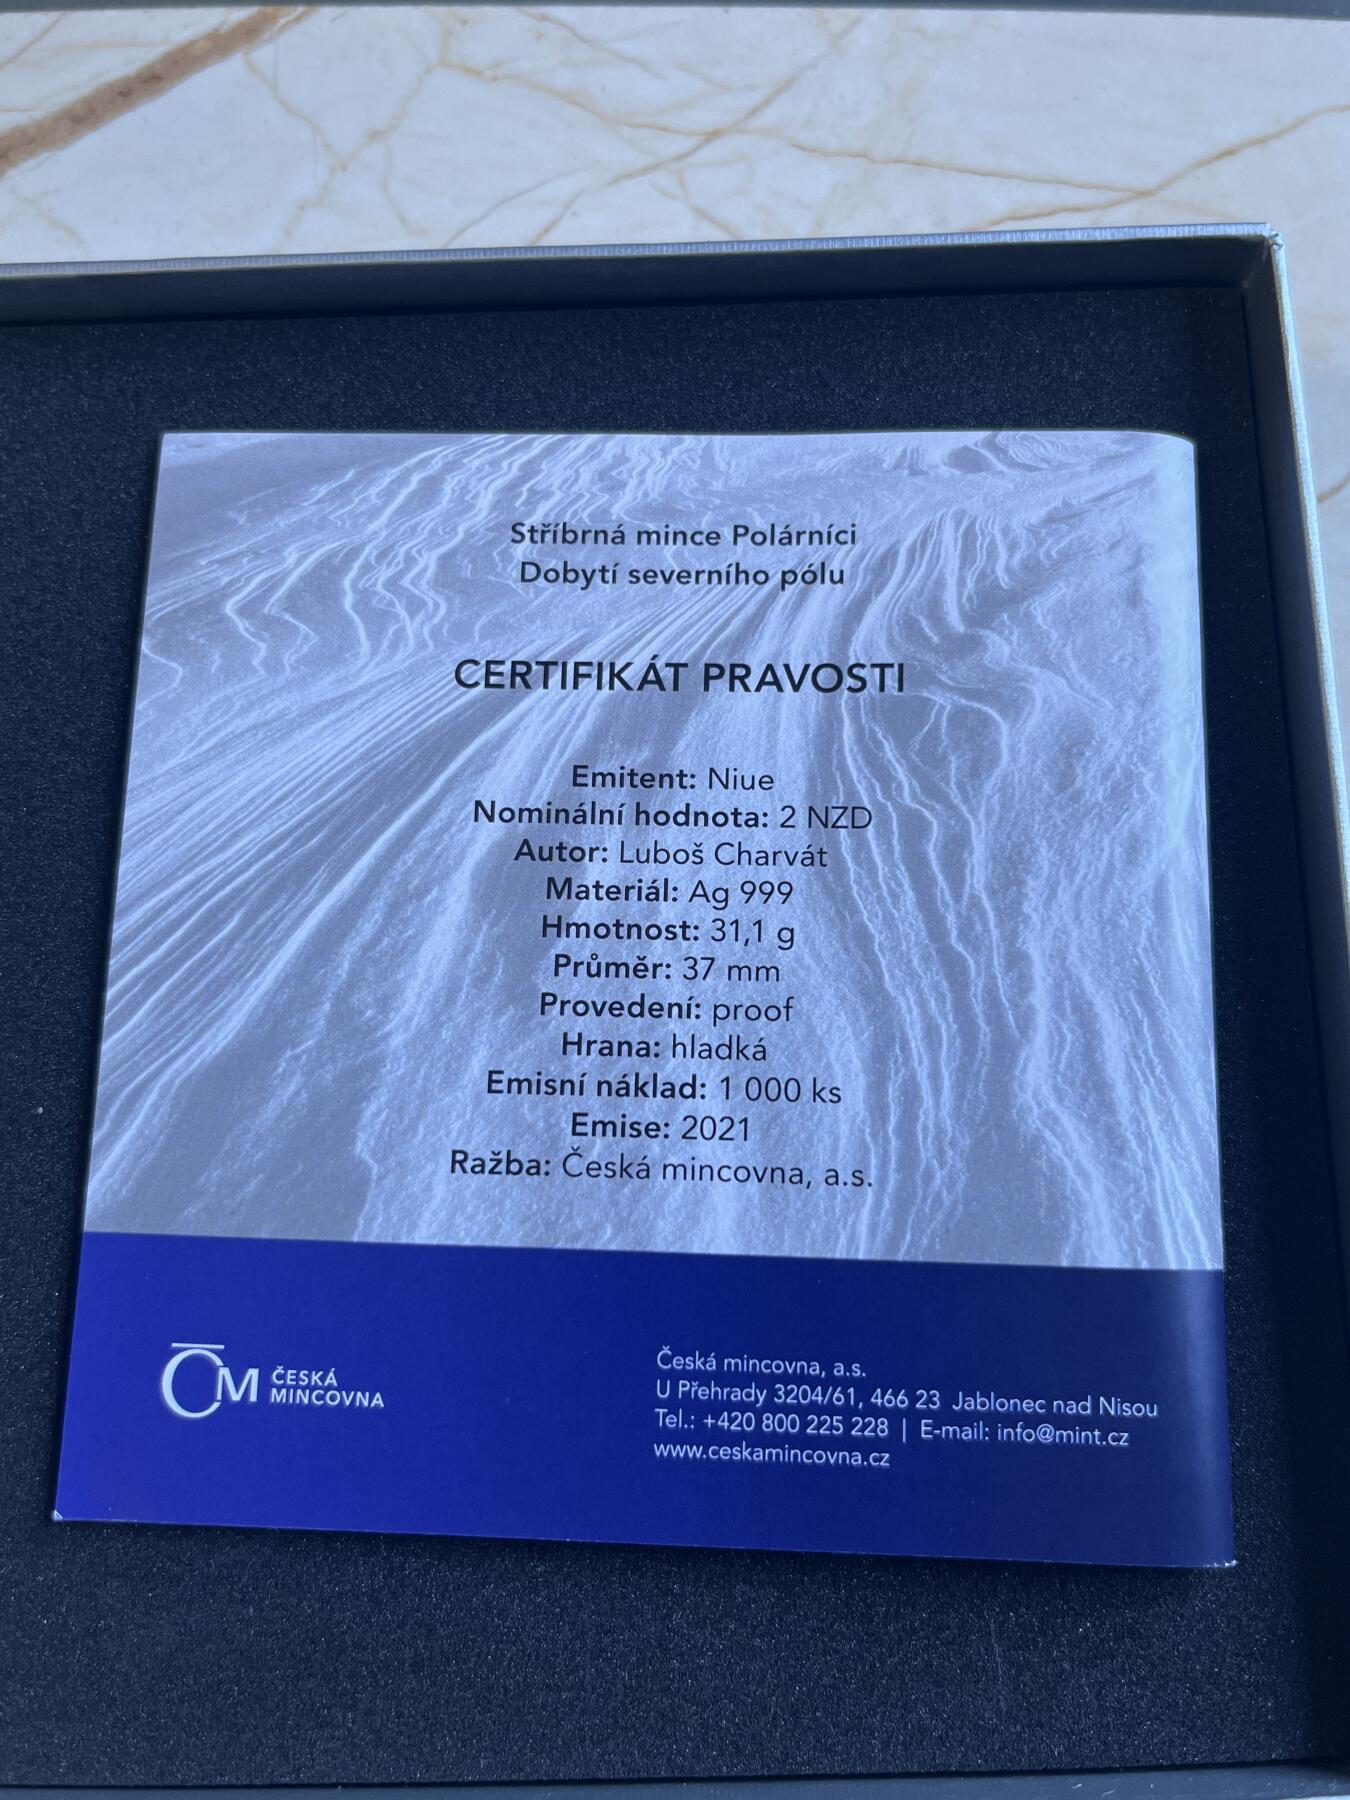 Stříbrná mince Polárníci
Dobytí severního pólu
CERTIFIKÁT PRAVOSTI
Emitent: Niue
Nominální hodnota: 2 NZD
Autor: Luboš Charvát
Materiál: Ag 999
Hmotnost: 31,1 g
Průměr: 37 mm
Provedení: proof
Hrana: hladká
Emisní náklad: 1 000 ks
Emise: 2021
Ražba: Česká mincovna, a.s.
ČM ČESKÁ
MINCOVNA
Česká mincovna, a.s.
U Přehrady 3204/61, 466 23 Jablonec nad Nisou
Tel.: +420 800 225 228 | E-mail: info@mint.cz
www.ceskamincovna.cz